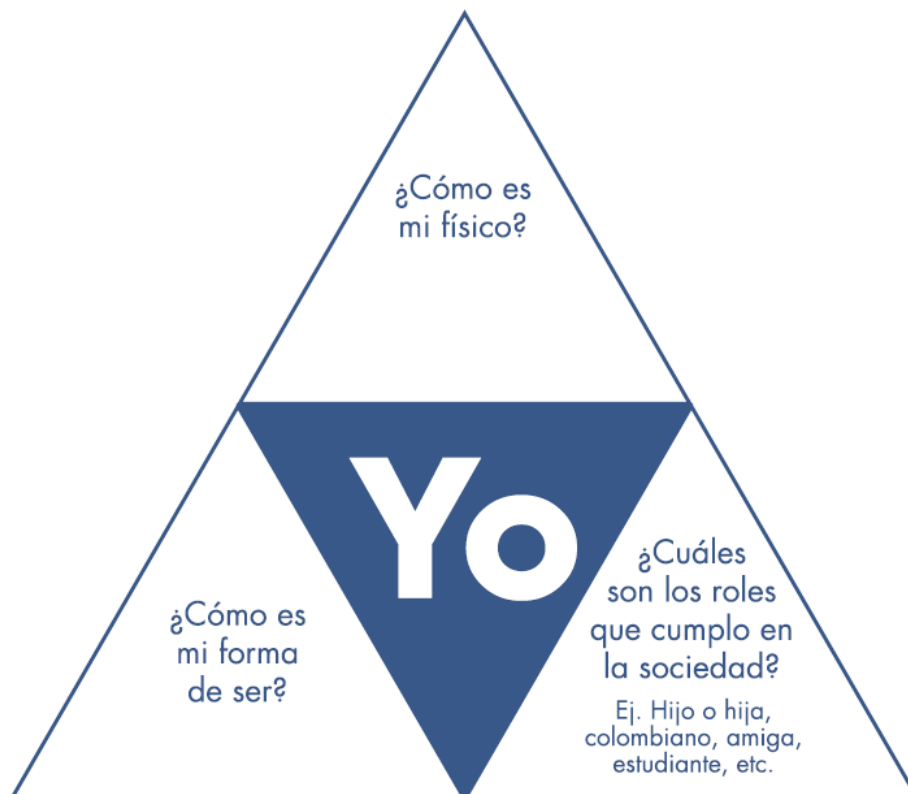 ¿Cómo es
mi físico?
Yo
¿Cómo es
mi forma
de ser?
¿Cuáles
son los roles
que cumplo en
la sociedad?
Ej. Hijo o hija,
colombiano, amiga,
estudiante, etc.